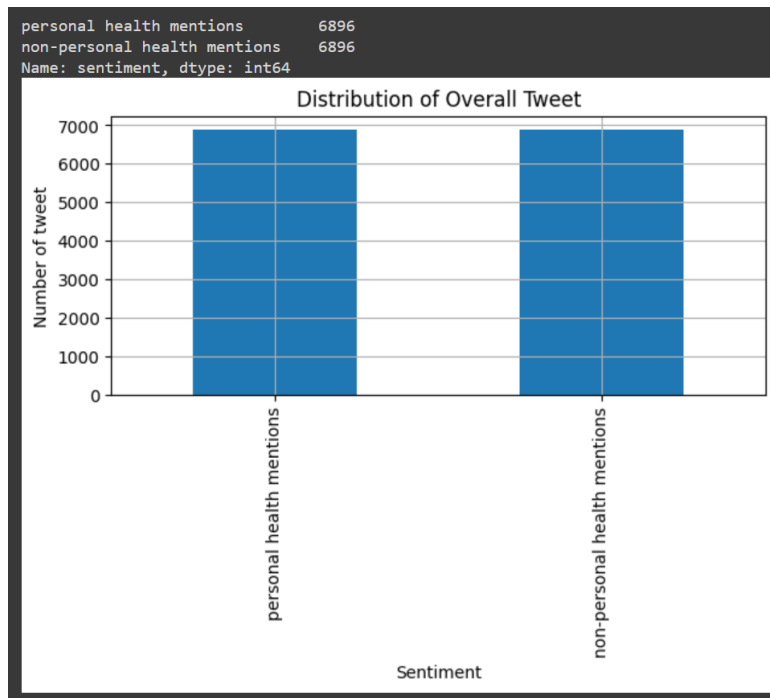 personal health mentions 6896
non-personal health mentions 6896
Name: sentiment, dtype: int64
Distribution of Overall Tweet
Number of tweet
7000
6000
5000
4000
3000
2000
1000
0
personal health mentions
non-personal health mentions
Sentiment